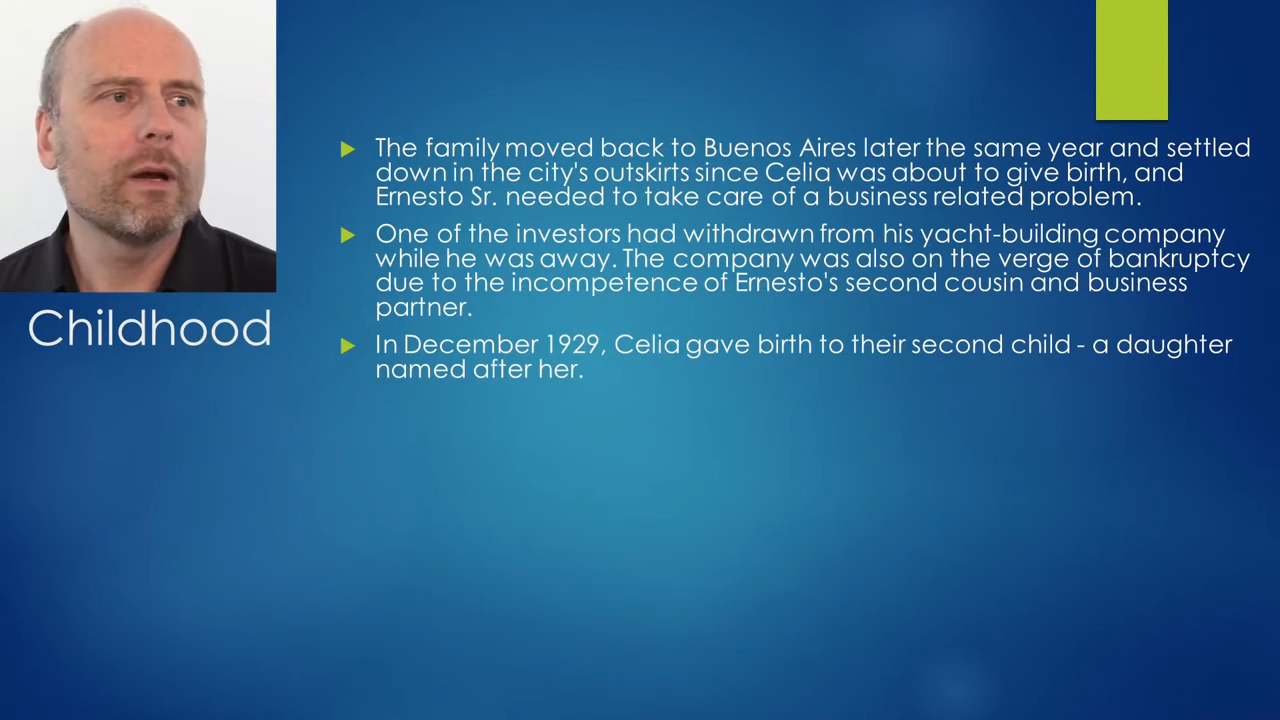 Childhood
The family moved back to Buenos Aires later the same year and settled
down in the city's outskirts since Celia was about to give birth, and
Ernesto Sr. needed to take care of a business related problem.
One of the investors had withdrawn from his yacht-building company
while he was away. The company was also on the verge of bankruptcy
due to the incompetence of Ernesto's second cousin and business
partner.
In December 1929, Celia gave birth to their second child - a daughter
named after her.